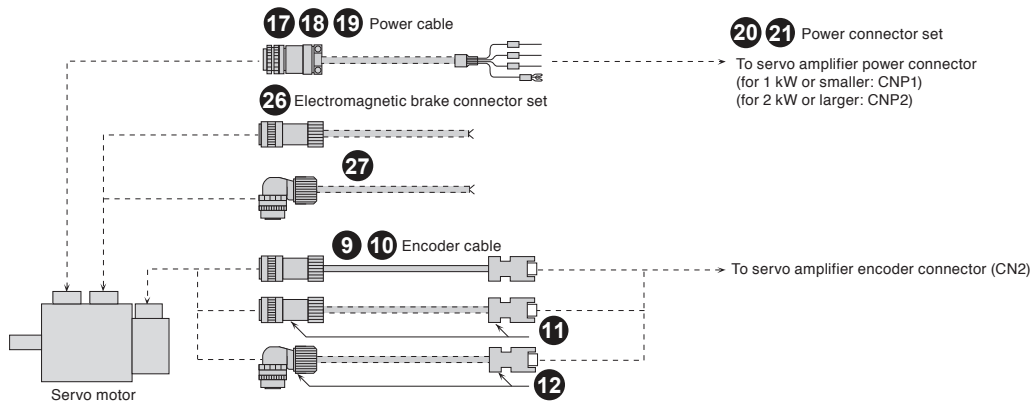 17 18 19 Power cable
20 21 Power connector set
To servo amplifier power connector
(for 1 kW or smaller: CNP1)
(for 2 kW or larger: CNP2)
26 Electromagnetic brake connector set
27
9 10 Encoder cable
To servo amplifier encoder connector (CN2)
11
12
Servo motor